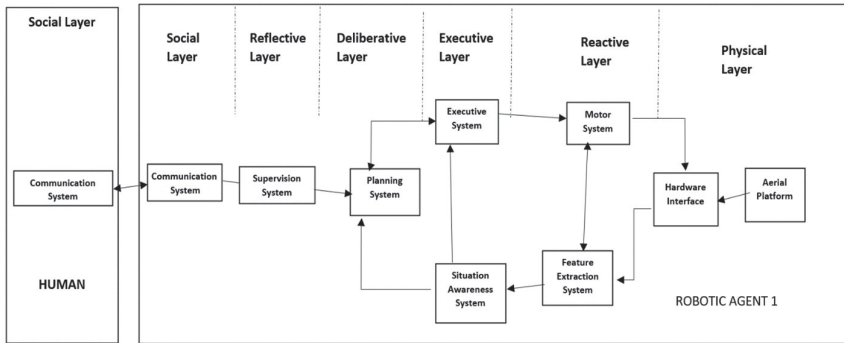 Social Layer
Social
Layer
Reflective
Layer
Deliberative
Layer
Executive
Layer
Reactive
Layer
Physical
Layer
Executive
System
Motor
System
Communication
System
Communication
System
Supervision
System
Planning
System
Hardware
Interface
Aerial
Platform
Situation
Awareness
System
Feature
Extraction
System
HUMAN
ROBOTIC AGENT 1